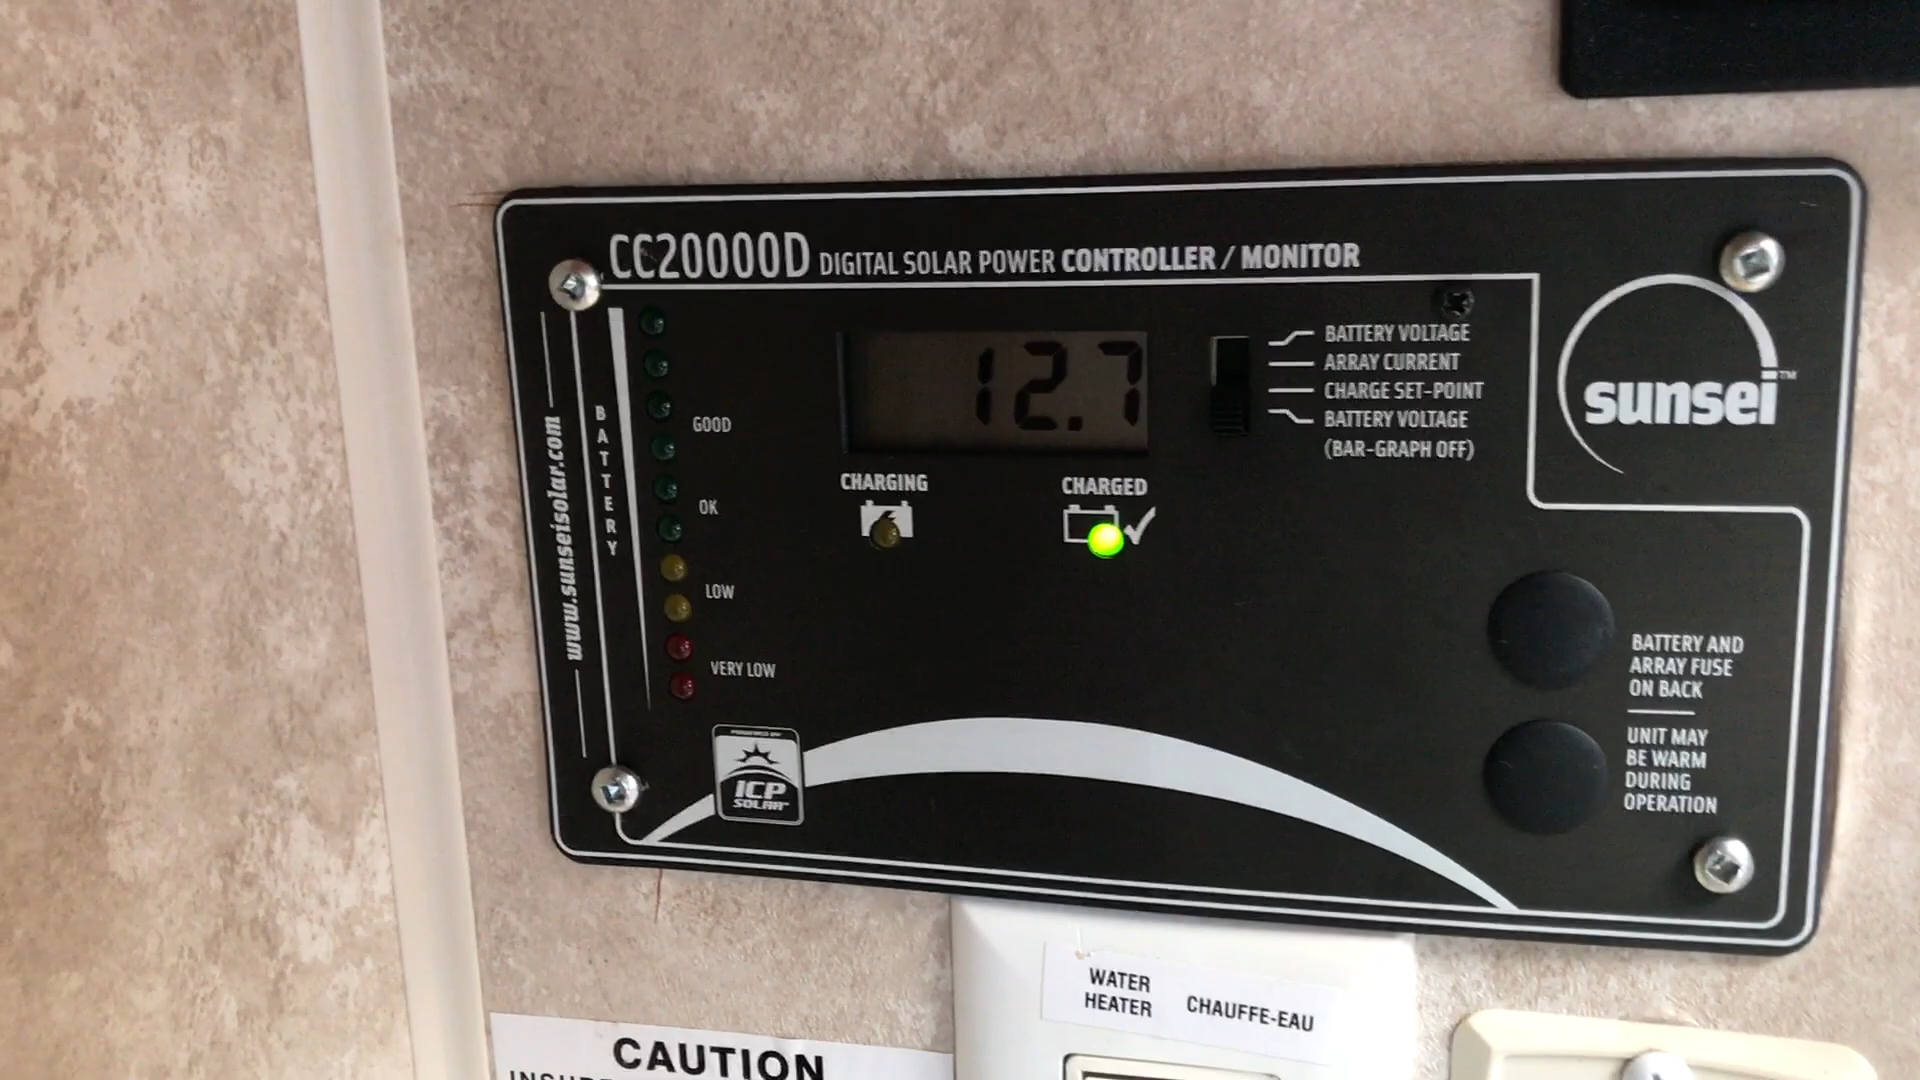 CC20000D DIGITAL SOLAR POWER CONTROLLER / MONITOR
www.sunseisolar.com
BATTERY
GOOD
OK
LOW
VERY LOW
12.7
CHARGING
CHARGED
BATTERY VOLTAGE
ARRAY CURRENT
CHARGE SET-POINT
BATTERY VOLTAGE
(BAR-GRAPH OFF)
sunsei™
BATTERY AND
ARRAY FUSE
ON BACK
UNIT MAY
BE WARM
DURING
OPERATION
POWERED BY
ICP
SOLAR™
WATER
HEATER
CHAUFFE-EAU
CAUTION